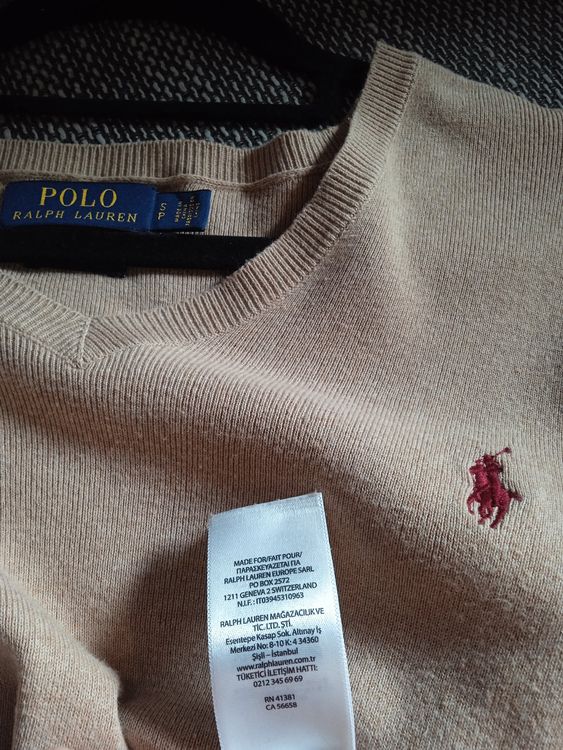 POLO
RALPH LAUREN
S
P
MADE IN
CHINA
MADE FOR/FAIT POUR/
ΠΑΡΑΣΚΕΥΑΖΕΤΑΙ ΓΙΑ
RALPH LAUREN EUROPE SARL
PO BOX 2572
1211 GENEVA 2 SWITZERLAND
N.I.F.: IT03945310963
RALPH LAUREN MAĞAZACILIK VE
TİC. LTD. ŞTİ.
Esentepe Kasap Sok. Altınay İş
Merkezi No: 8-10 K: 4 34360
Şişli – İstanbul
www.ralphlauren.com.tr
TÜKETİCİ İLETİŞİM HATTI:
0212 345 69 69
RN 41381
CA 56658